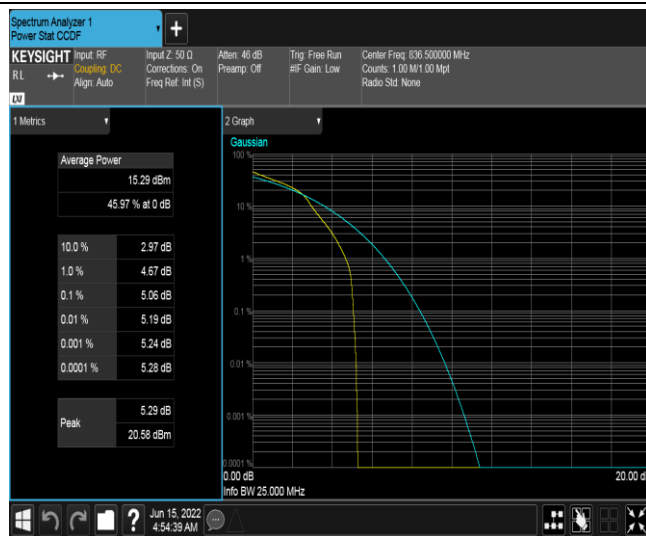 Spectrum Analyzer 1
Power Stat CCDF
+
KEYSIGHT
RL
LXI
Input: RF
Coupling: DC
Align: Auto
Input Z: 50 Ω
Corrections: On
Freq Ref: Int (S)
Atten: 46 dB
Preamp: Off
Trig: Free Run
#IF Gain: Low
Center Freq: 836.500000 MHz
Counts: 1.00 M/1.00 Mpt
Radio Std: None
1 Metrics
Average Power
15.29 dBm
45.97 % at 0 dB
10.0 % 2.97 dB
1.0 % 4.67 dB
0.1 % 5.06 dB
0.01 % 5.19 dB
0.001 % 5.24 dB
0.0001 % 5.28 dB
Peak
5.29 dB
20.58 dBm
2 Graph
Gaussian
100 %
10 %
1 %
0.1 %
0.01 %
0.001 %
0.0001 %
0.00 dB
20.00 d
Info BW 25.000 MHz
?
Jun 15, 2022
4:54:39 AM